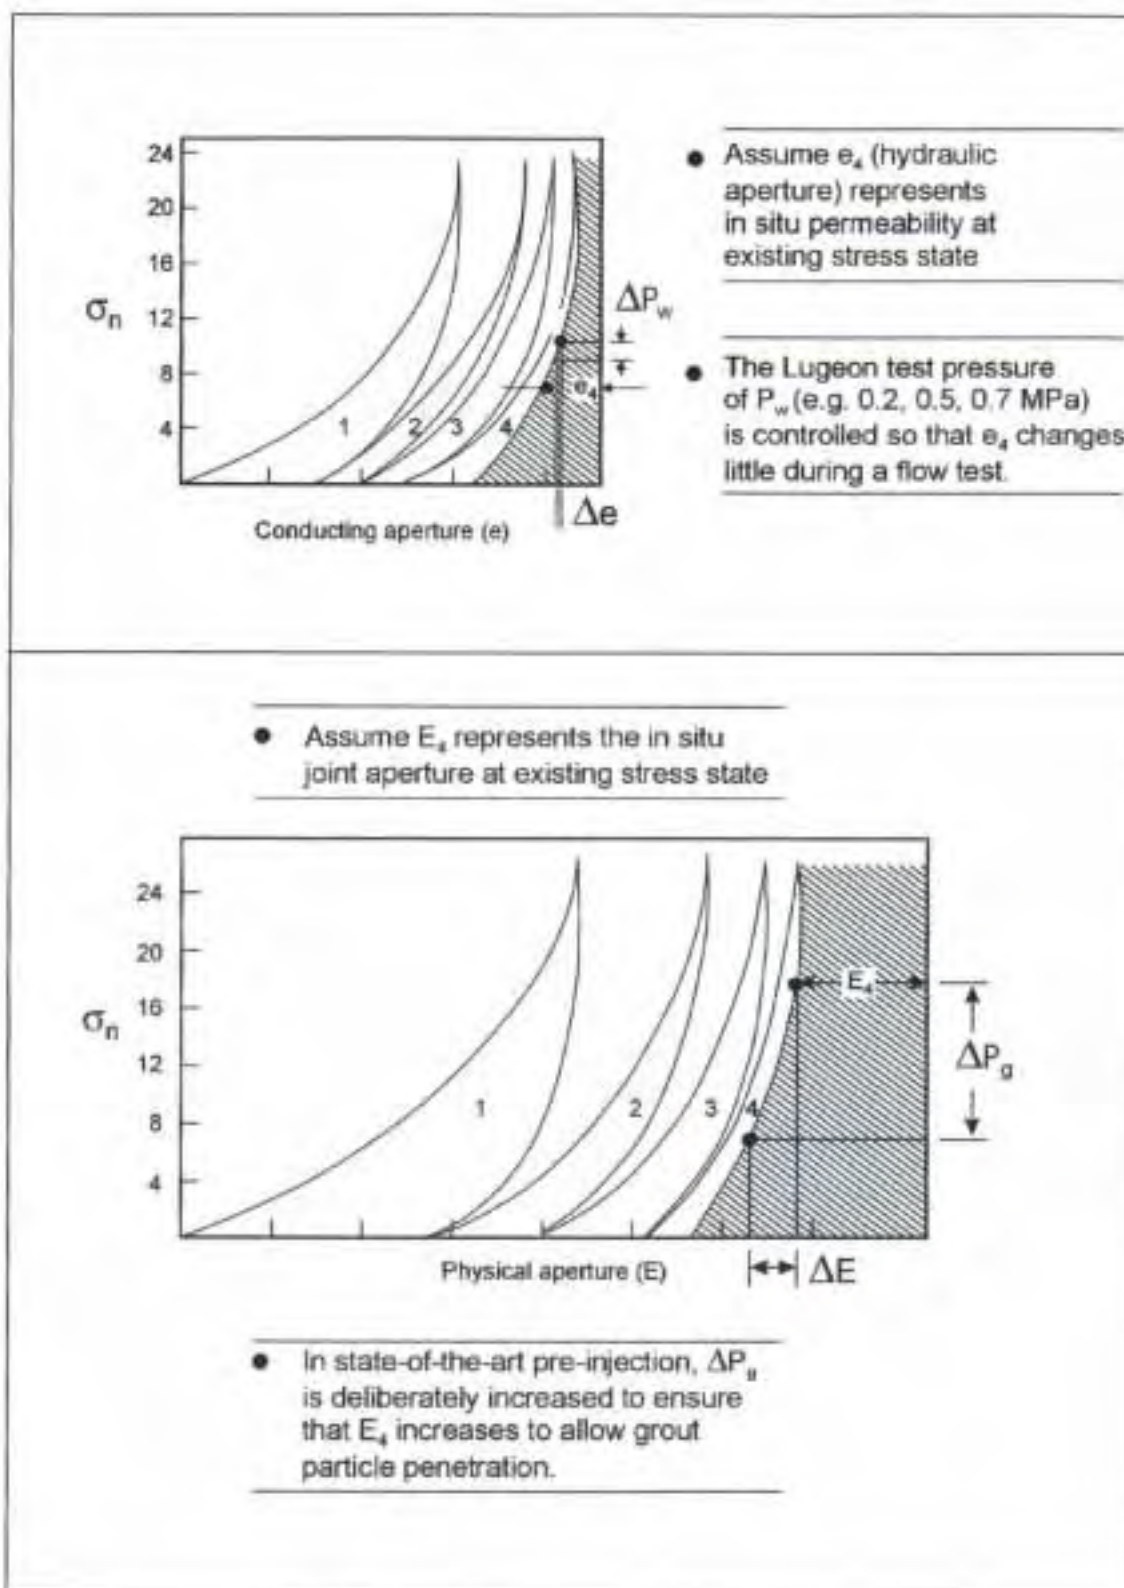 24
20
16
12
8
4
σn
1
2
3
4
e₄
ΔPw
Δe
Conducting aperture (e)
● Assume e₄ (hydraulic
aperture) represents
in situ permeability at
existing stress state
● The Lugeon test pressure
of Pw (e.g. 0.2, 0.5, 0.7 MPa)
is controlled so that e₄ changes
little during a flow test.
● Assume E₄ represents the in situ
joint aperture at existing stress state
24
20
16
12
8
4
σn
1
2
3
4
E₄
ΔPg
ΔE
Physical aperture (E)
● In state-of-the-art pre-injection, ΔPg
is deliberately increased to ensure
that E₄ increases to allow grout
particle penetration.